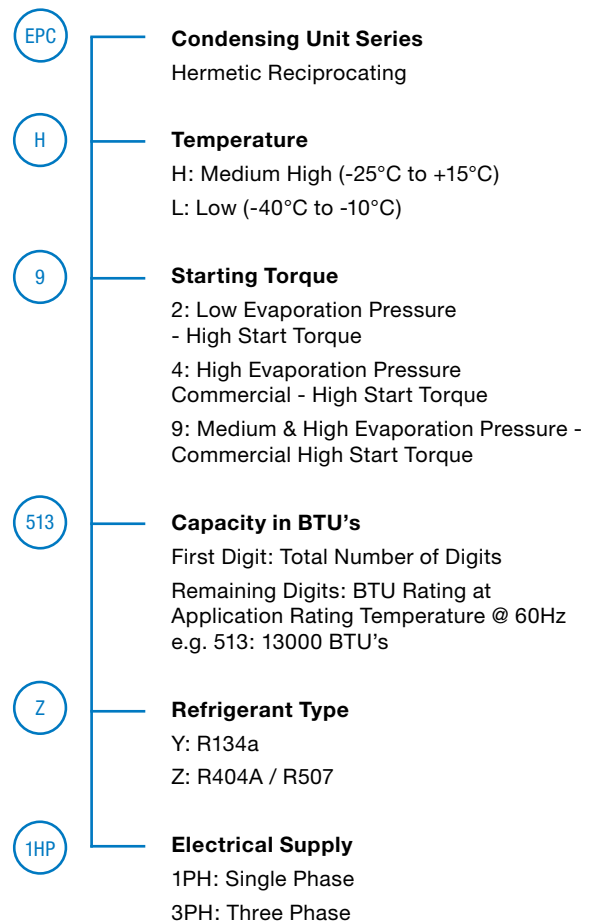 EPC
Condensing Unit Series
Hermetic Reciprocating
H
Temperature
H: Medium High (-25°C to +15°C)
L: Low (-40°C to -10°C)
9
Starting Torque
2: Low Evaporation Pressure
- High Start Torque
4: High Evaporation Pressure
Commercial - High Start Torque
9: Medium & High Evaporation Pressure -
Commercial High Start Torque
513
Capacity in BTU's
First Digit: Total Number of Digits
Remaining Digits: BTU Rating at
Application Rating Temperature @ 60Hz
e.g. 513: 13000 BTU's
Z
Refrigerant Type
Y: R134a
Z: R404A / R507
1HP
Electrical Supply
1PH: Single Phase
3PH: Three Phase